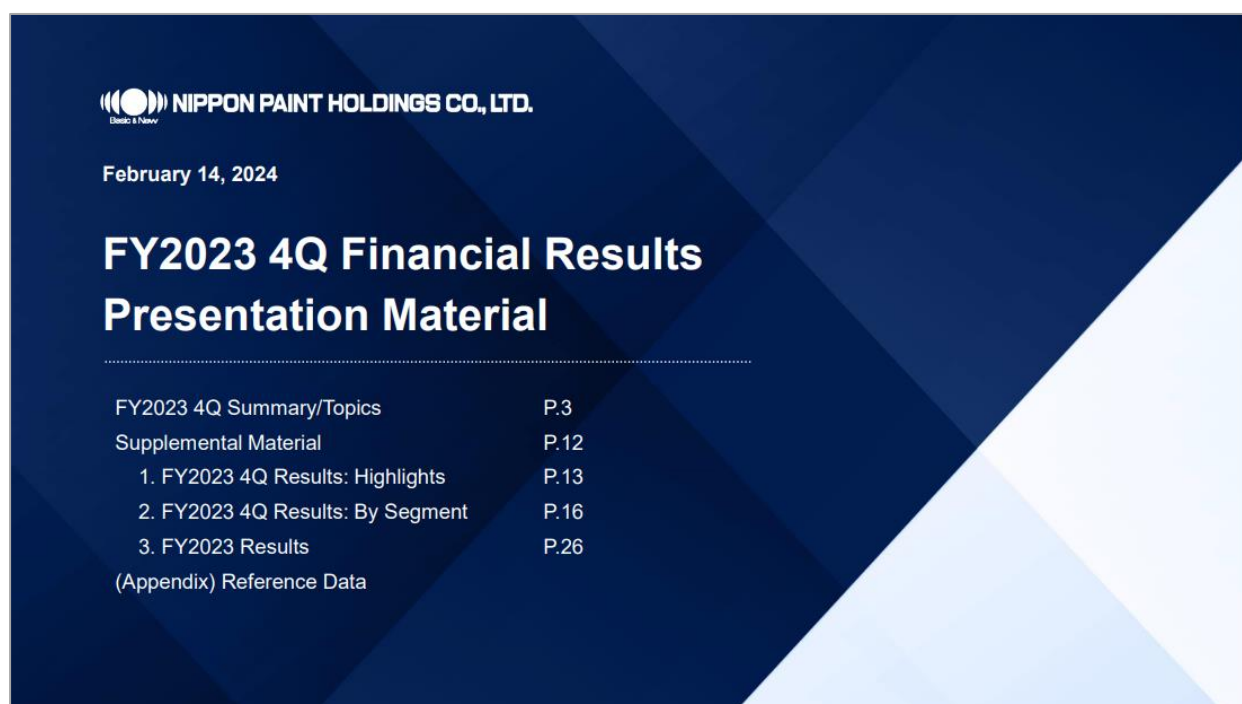 NIPPON PAINT HOLDINGS CO., LTD.
Basic & New
February 14, 2024
FY2023 4Q Financial Results
Presentation Material
FY2023 4Q Summary/Topics P.3
Supplemental Material P.12
1. FY2023 4Q Results: Highlights P.13
2. FY2023 4Q Results: By Segment P.16
3. FY2023 Results P.26
(Appendix) Reference Data